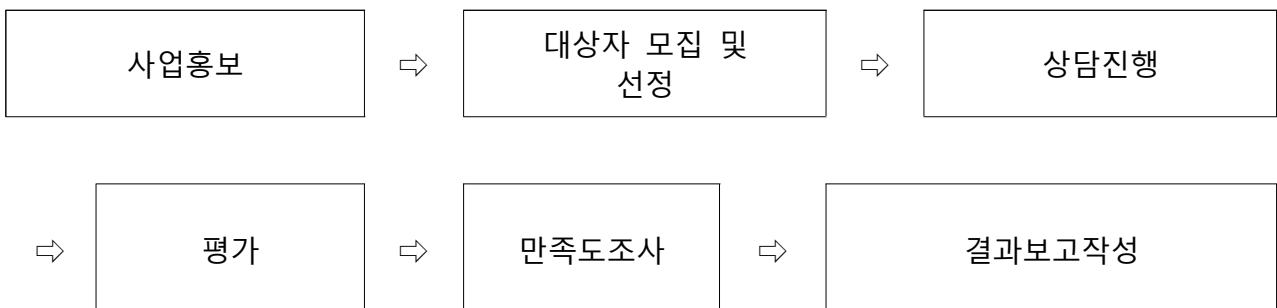 사업홍보 ⇨ 대상자 모집 및
선정 ⇨ 상담진행
⇨ 평가 ⇨ 만족도조사 ⇨ 결과보고작성